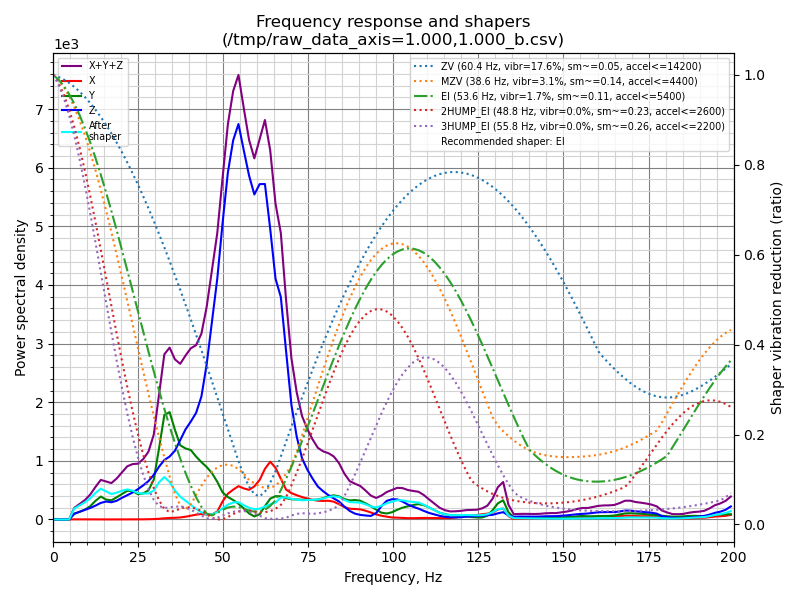 Frequency response and shapers
(/tmp/raw_data_axis=1.000,1.000_b.csv)
1e3
X+Y+Z
X
Y
Z
After
shaper
ZV (60.4 Hz, vibr=17.6%, sm~=0.05, accel<=14200)
MZV (38.6 Hz, vibr=3.1%, sm~=0.14, accel<=4400)
EI (53.6 Hz, vibr=1.7%, sm~=0.11, accel<=5400)
2HUMP_EI (48.8 Hz, vibr=0.0%, sm~=0.23, accel<=2600)
3HUMP_EI (55.8 Hz, vibr=0.0%, sm~=0.26, accel<=2200)
Recommended shaper: EI
Power spectral density
7
6
5
4
3
2
1
0
1.0
0.8
0.6
0.4
0.2
0.0
Shaper vibration reduction (ratio)
0 25 50 75 100 125 150 175 200
Frequency, Hz